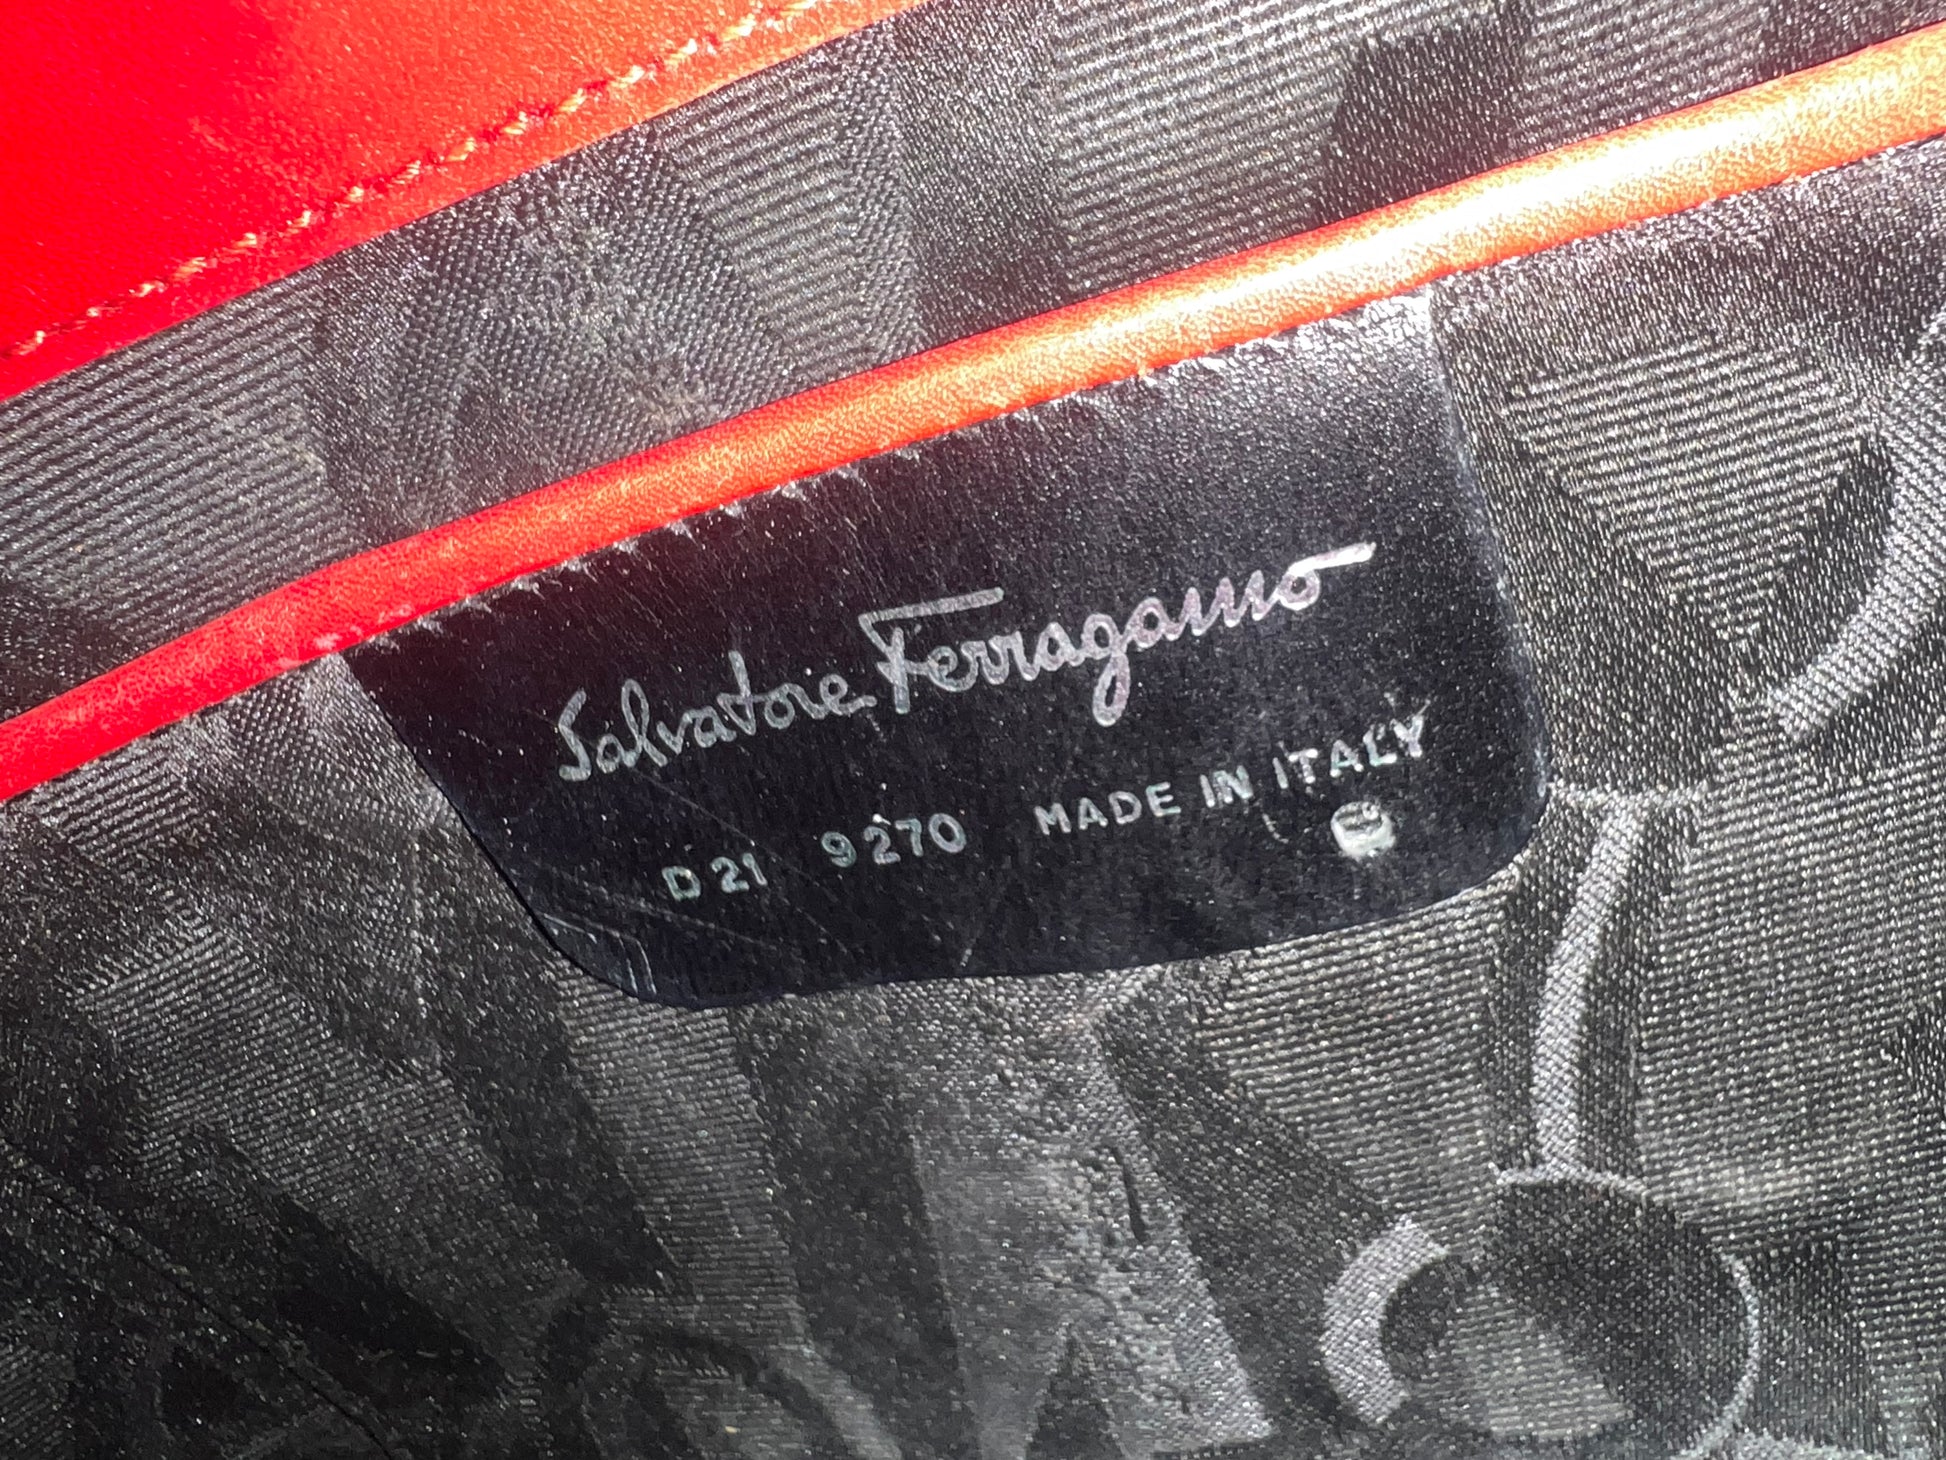 Salvatore Ferragamo
D21 9270 MADE IN ITALY